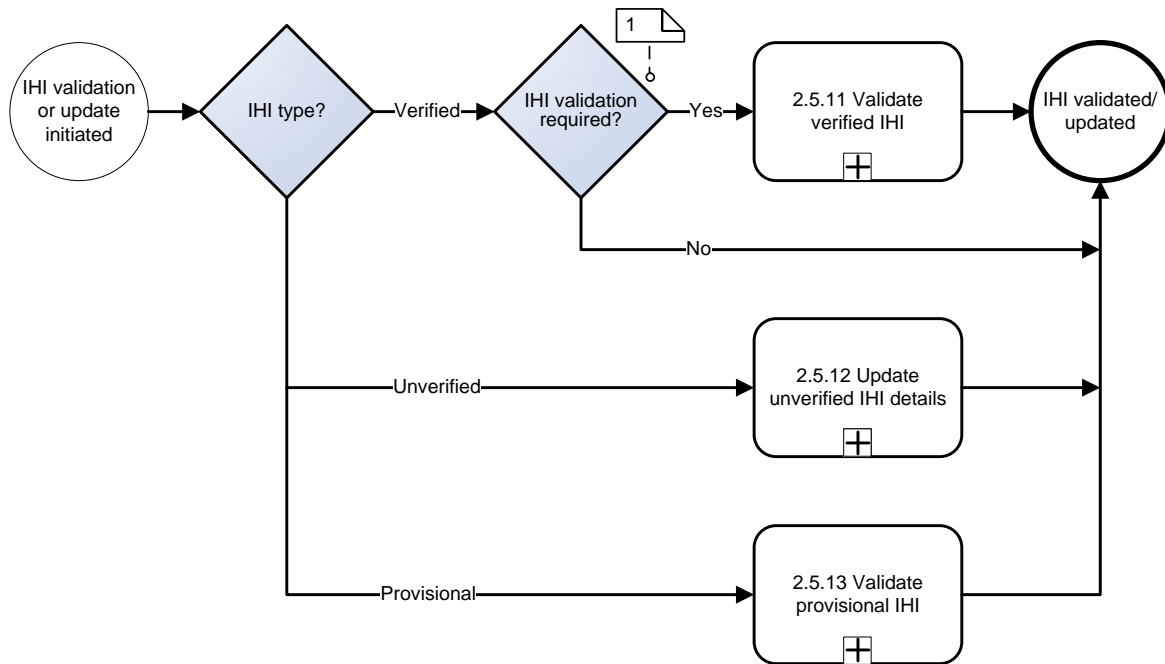 1
IHI validation
or update
initiated
IHI type?
Verified
IHI validation
required?
Yes
2.5.11 Validate
verified IHI
IHI validated/
updated
No
Unverified
2.5.12 Update
unverified IHI details
Provisional
2.5.13 Validate
provisional IHI